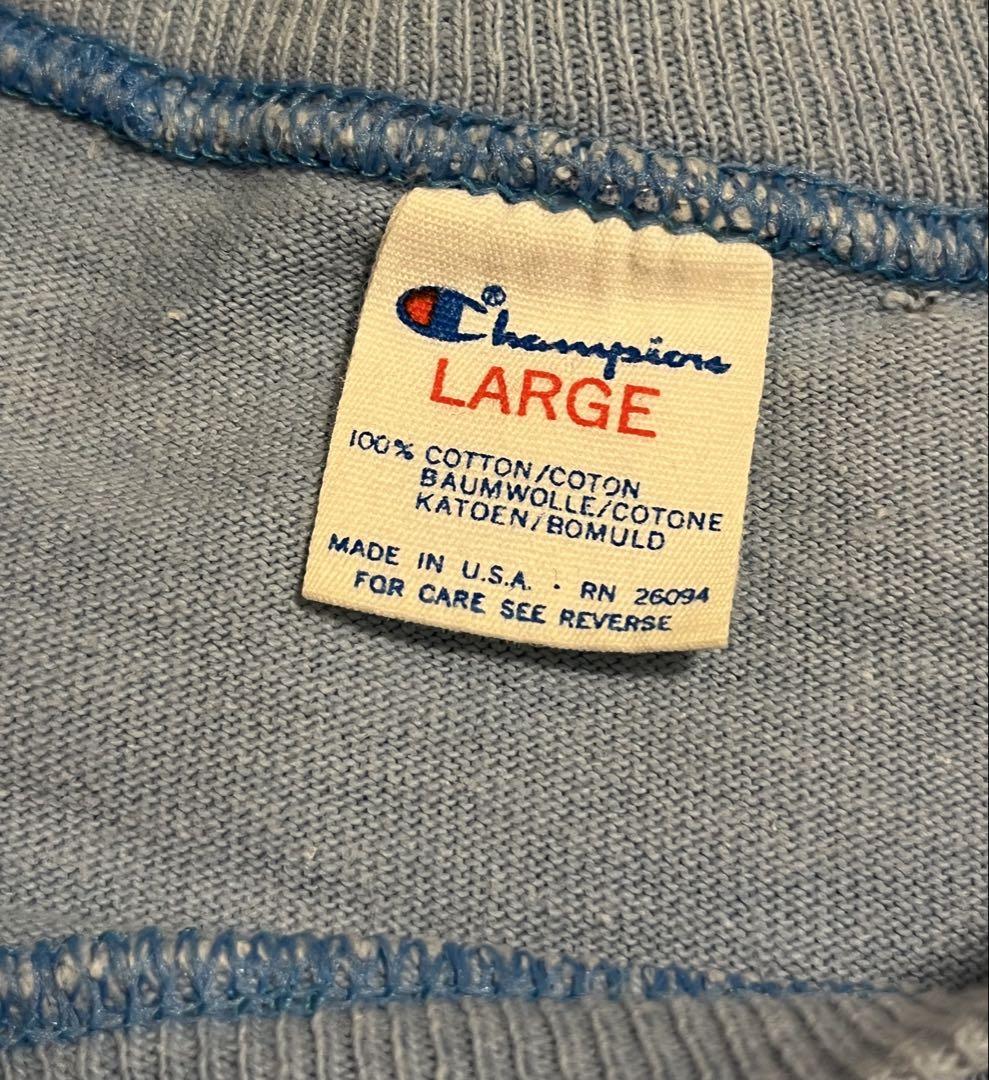 Champion®
LARGE
100% COTTON/COTON
BAUMWOLLE/COTONE
KATOEN/BOMULD
MADE IN U.S.A. · RN 26094
FOR CARE SEE REVERSE